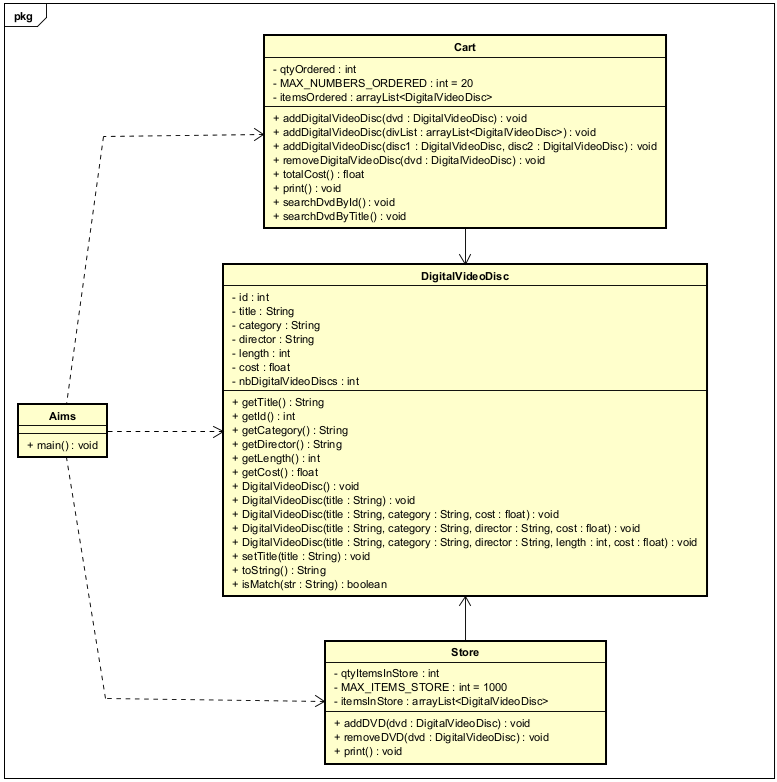 pkg
Cart
- qtyOrdered : int
- MAX_NUMBERS_ORDERED : int = 20
- itemsOrdered : arrayList<DigitalVideoDisc>
+ addDigitalVideoDisc(dvd : DigitalVideoDisc) : void
+ addDigitalVideoDisc(divList : arrayList<DigitalVideoDisc>) : void
+ addDigitalVideoDisc(disc1 : DigitalVideoDisc, disc2 : DigitalVideoDisc) : void
+ removeDigitalVideoDisc(dvd : DigitalVideoDisc) : void
+ totalCost() : float
+ print() : void
+ searchDvdById() : void
+ searchDvdByTitle() : void
DigitalVideoDisc
- id : int
- title : String
- category : String
- director : String
- length : int
- cost : float
- nbDigitalVideoDiscs : int
+ getTitle() : String
+ getId() : int
+ getCategory() : String
+ getDirector() : String
+ getLength() : int
+ getCost() : float
+ DigitalVideoDisc() : void
+ DigitalVideoDisc(title : String) : void
+ DigitalVideoDisc(title : String, category : String, cost : float) : void
+ DigitalVideoDisc(title : String, category : String, director : String, cost : float) : void
+ DigitalVideoDisc(title : String, category : String, director : String, length : int, cost : float) : void
+ setTitle(title : String) : void
+ toString() : String
+ isMatch(str : String) : boolean
Aims
+ main() : void
Store
- qtyItemsInStore : int
- MAX_ITEMS_STORE : int = 1000
- itemsInStore : arrayList<DigitalVideoDisc>
+ addDVD(dvd : DigitalVideoDisc) : void
+ removeDVD(dvd : DigitalVideoDisc) : void
+ print() : void